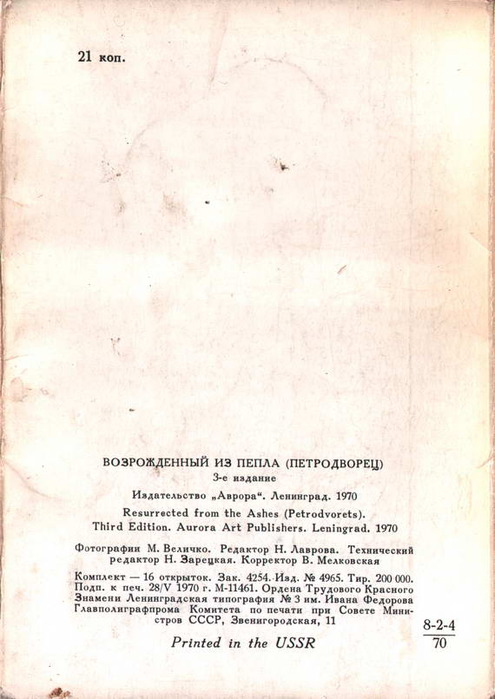 21 коп.
ВОЗРОЖДЕННЫЙ ИЗ ПЕПЛА (ПЕТРОДВОРЕЦ)
3-е издание
Издательство „Аврора“. Ленинград. 1970
Resurrected from the Ashes (Petrodvorets).
Third Edition. Aurora Art Publishers. Leningrad. 1970
Фотографии М. Величко. Редактор Н. Лаврова. Технический
редактор Н. Зарецкая. Корректор В. Мелковская
Комплект — 16 открыток. Зак. 4254. Изд. № 4965. Тир. 200 000.
Подп. к печ. 28/V 1970 г. М-11461. Ордена Трудового Красного
Знамени Ленинградская типография № 3 им. Ивана Федорова
Главполиграфпрома Комитета по печати при Совете Мини-
стров СССР, Звенигородская, 11
8-2-4
70
Printed in the USSR